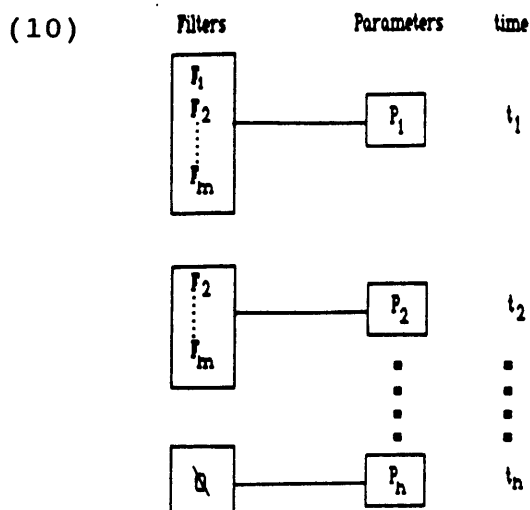 (10) Filters Parameters time
F1
F2
Fm
P1 t1
F2
Fm
P2 t2
Ø Pn tn